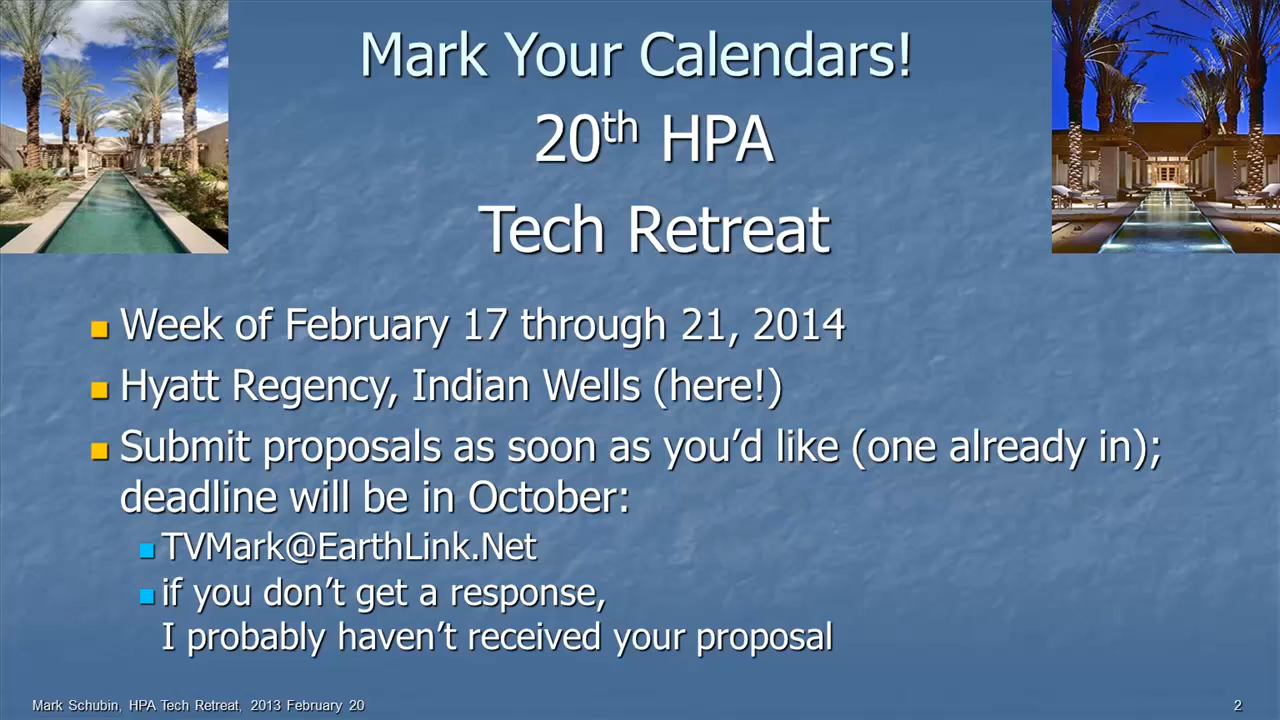 Mark Your Calendars!
20th HPA
Tech Retreat
Week of February 17 through 21, 2014
Hyatt Regency, Indian Wells (here!)
Submit proposals as soon as you’d like (one already in);
deadline will be in October:
TVMark@EarthLink.Net
if you don’t get a response,
I probably haven’t received your proposal
Mark Schubin, HPA Tech Retreat, 2013 February 20
2